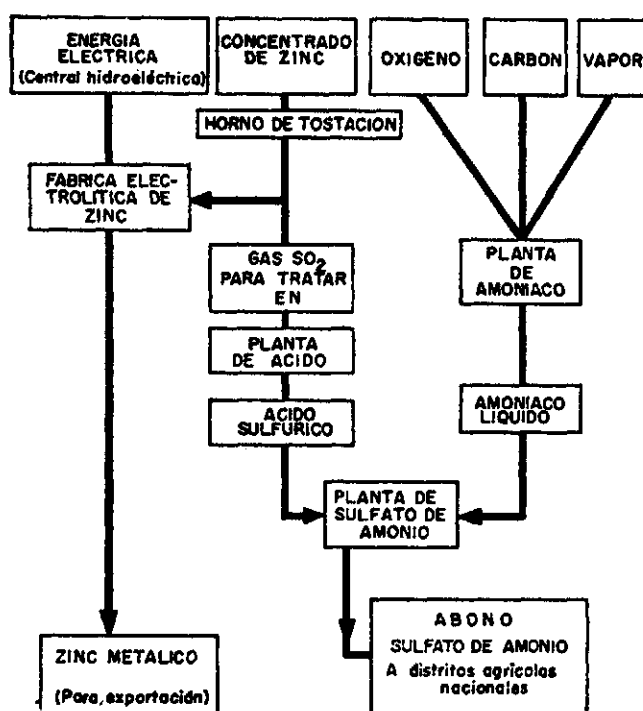 ENERGIA
ELECTRICA
(Central hidroeléctrica)
CONCENTRADO
DE ZINC
OXIGENO
CARBON
VAPOR
HORNO DE TOSTACION
FABRICA ELEC-
TROLITICA DE
ZINC
GAS SO2
PARA TRATAR
EN
PLANTA
DE AMONIACO
PLANTA
DE ACIDO
ACIDO
SULFURICO
AMONIACO
LIQUIDO
PLANTA DE
SULFATO DE
AMONIO
ZINC METALICO
(Para, exportación)
ABONO
SULFATO DE AMONIO
A distritos agrícolas
nacionales